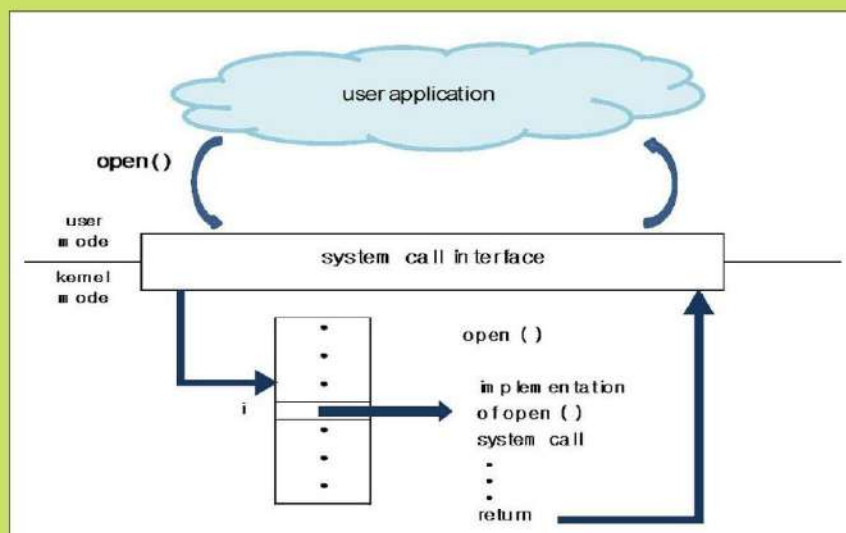 user application
open()
user
mode
system call interface
kernel
mode
open ()
i
implementation
of open ()
system call
return